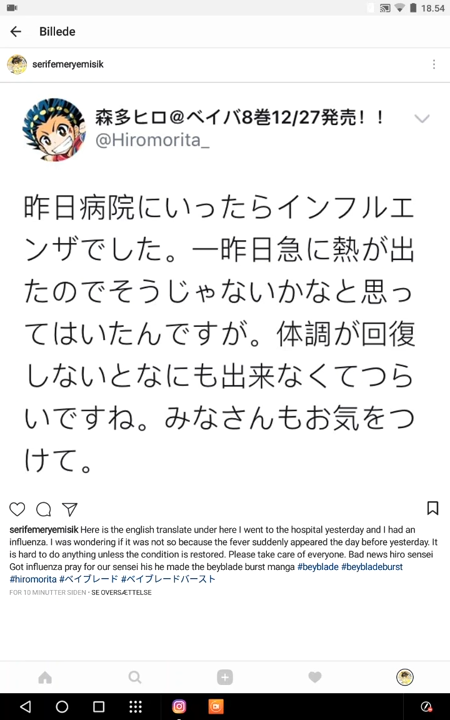 18.54
Billede
serifemeryemisik
森多ヒロ＠ベイバ8巻12/27発売！！
@Hiromorita_
昨日病院にいったらインフルエ
ンザでした。一昨日急に熱が出
たのでそうじゃないかなと思っ
てはいたんですが。体調が回復
しないとなにも出来なくてつら
いですね。みなさんもお気をつ
けて。
serifemeryemisik Here is the english translate under here I went to the hospital yesterday and I had an
influenza. I was wondering if it was not so because the fever suddenly appeared the day before yesterday. It
is hard to do anything unless the condition is restored. Please take care of everyone. Bad news hiro sensei
Got influenza pray for our sensei his he made the beyblade burst manga #beyblade #beybladeburst
#hiromorita #ベイブレード #ベイブレードバースト
FOR 10 MINUTTER SIDEN • SE OVERSÆTTELSE